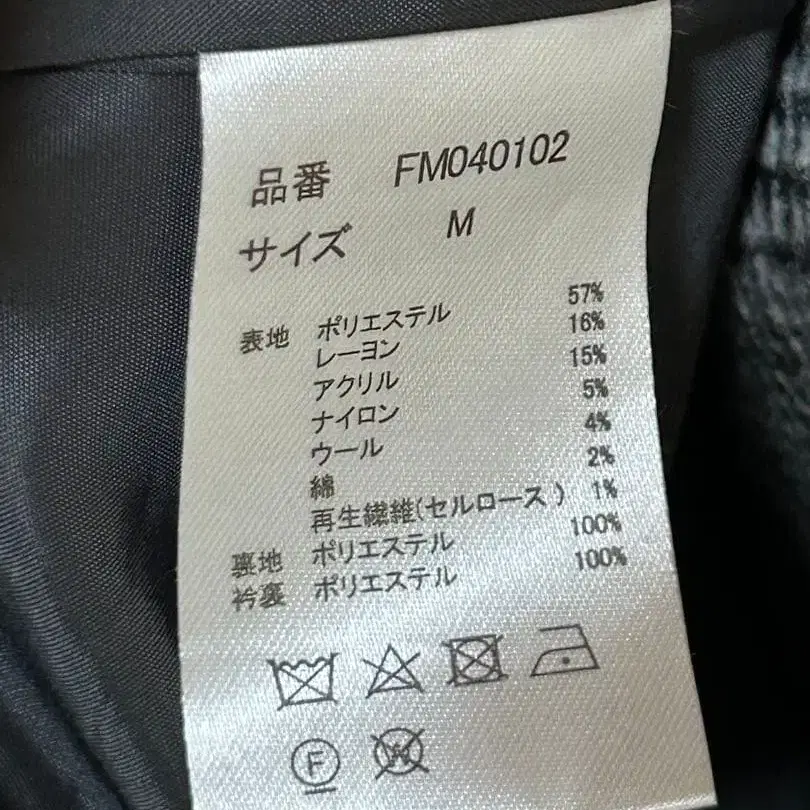 品番 FM040102
サイズ M
表地 ポリエステル 57%
レーヨン 16%
アクリル 15%
ナイロン 5%
ウール 4%
綿 2%
再生繊維(セルロース) 1%
裏地 ポリエステル 100%
衿裏 ポリエステル 100%
F W